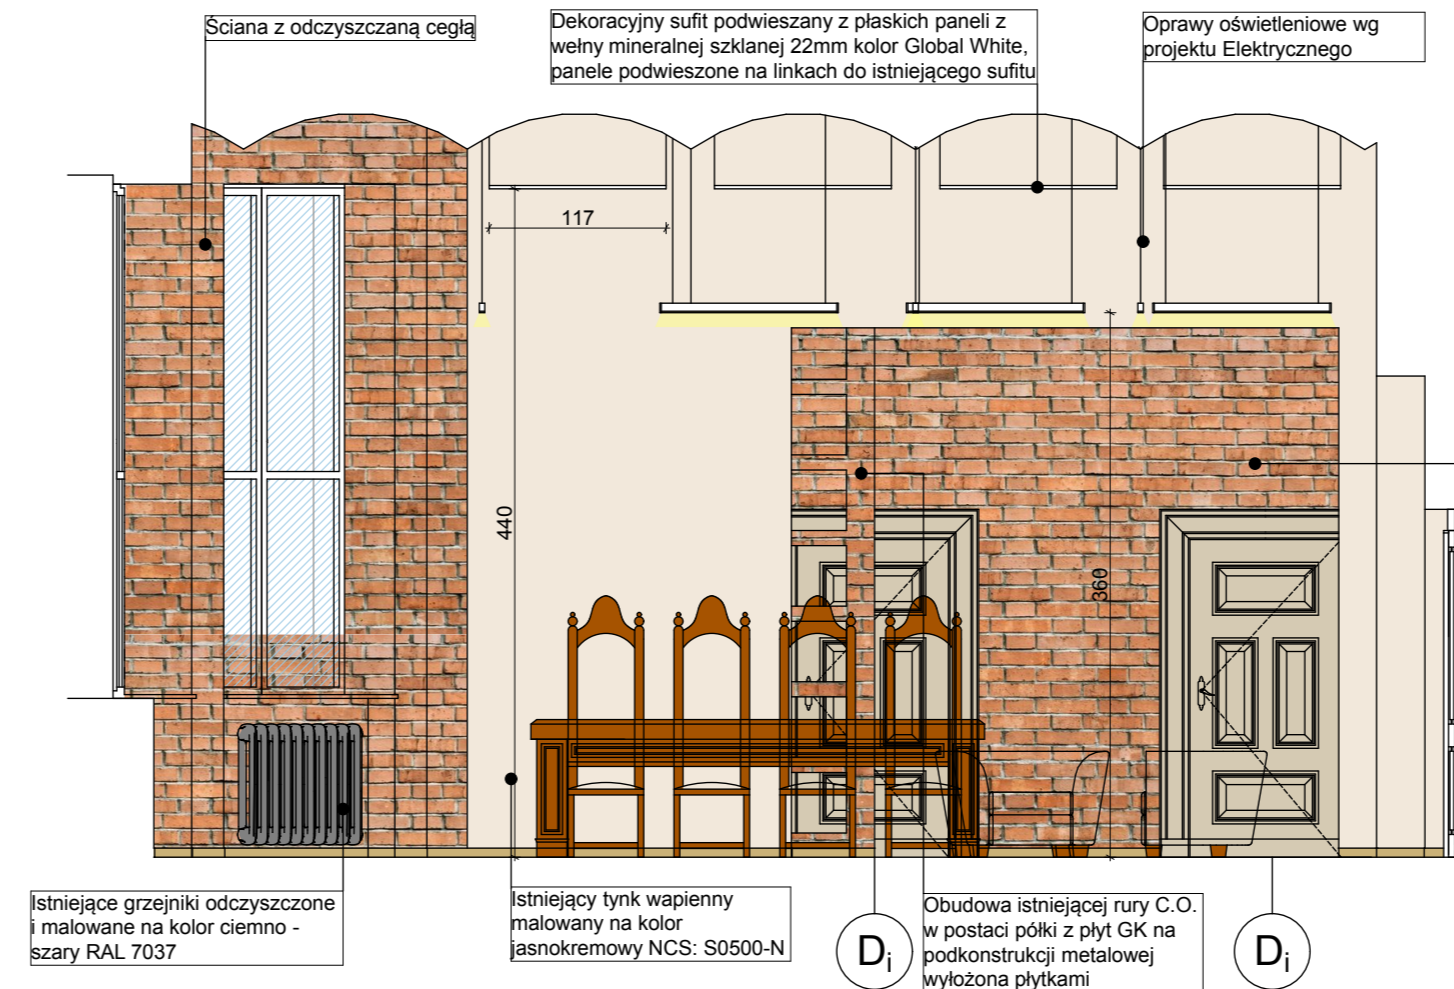 Ściana z odczyszczaną cegłą
Dekoracyjny sufit podwieszany z płaskich paneli z
wełny mineralnej szklanej 22mm kolor Global White,
panele podwieszone na linkach do istniejącego sufitu
Oprawy oświetleniowe wg
projektu Elektrycznego
117
440
360
Istniejące grzejniki odczyszczone
i malowane na kolor ciemno -
szary RAL 7037
Istniejący tynk wapienny
malowany na kolor
jasnokremowy NCS: S0500-N
Di
Obudowa istniejącej rury C.O.
w postaci półki z płyt GK na
podkonstrukcji metalowej
wyłożona płytkami
Di